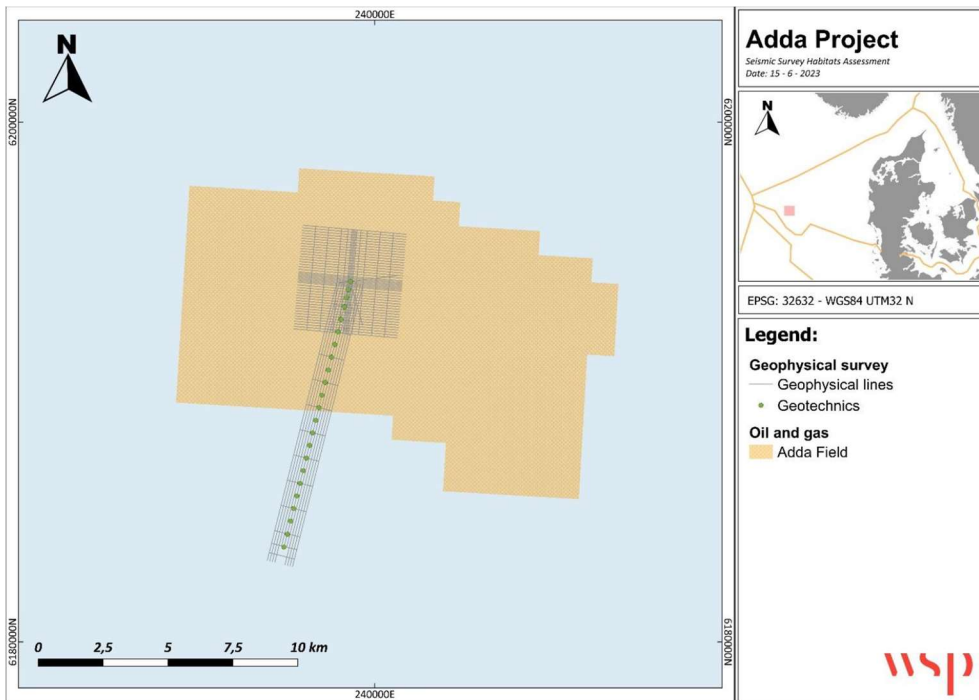 240000E
N
6200000N
6200000N
6180000N
6180000N
0 2,5 5 7,5 10 km
240000E
Adda Project
Seismic Survey Habitats Assessment
Date: 15 - 6 - 2023
N
EPSG: 32632 - WGS84 UTM32 N
Legend:
Geophysical survey
Geophysical lines
Geotechnics
Oil and gas
Adda Field
wsp